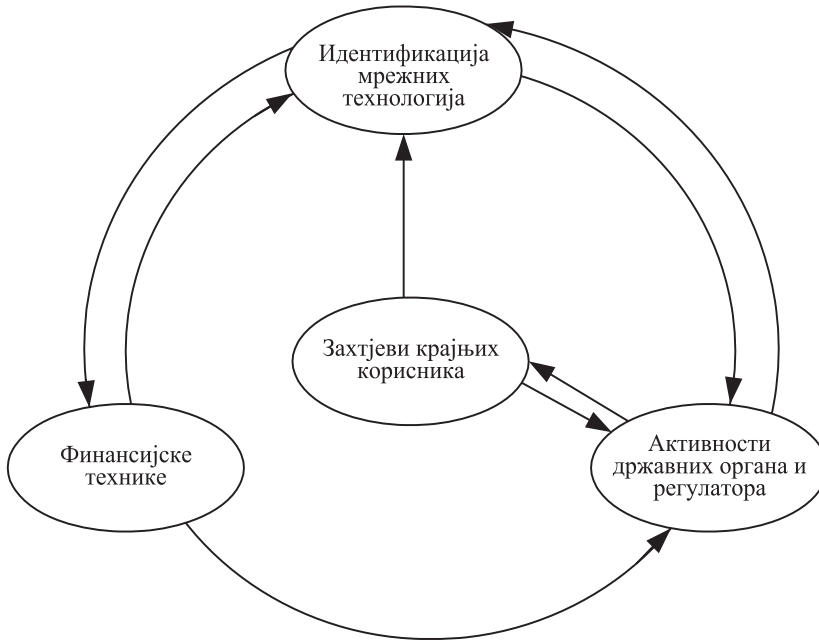 Идентификација
мрежних
технологија
Захтјеви крајњих
корисника
Финансијске
технике
Активности
државних органа и
регулатора